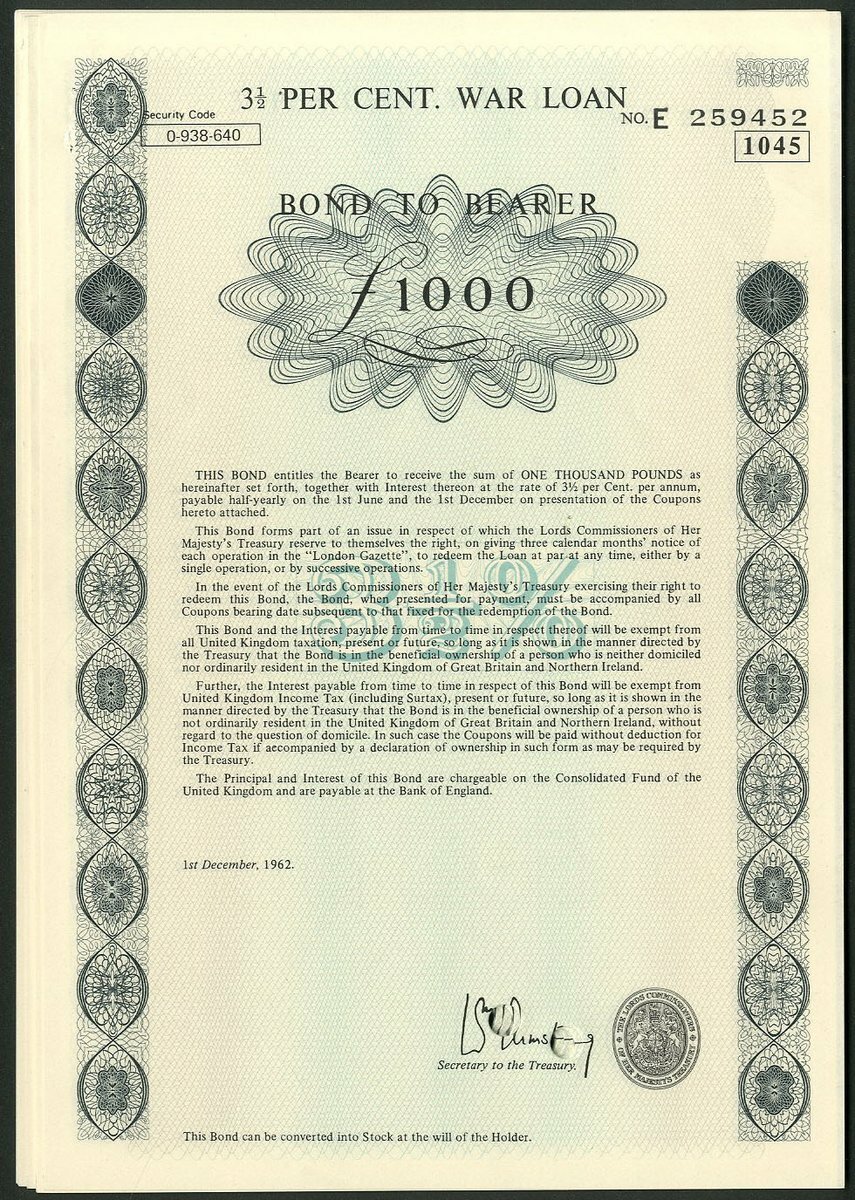 3½ PER CENT. WAR LOAN
Security Code
0-938-640
NO. E 259452
1045
BOND TO BEARER
£1000
THIS BOND entitles the Bearer to receive the sum of ONE THOUSAND POUNDS as
hereinafter set forth, together with Interest thereon at the rate of 3½ per Cent. per annum,
payable half-yearly on the 1st June and the 1st December on presentation of the Coupons
hereto attached.
This Bond forms part of an issue in respect of which the Lords Commissioners of Her
Majesty's Treasury reserve to themselves the right, on giving three calendar months' notice of
each operation in the "London Gazette", to redeem the Loan at par at any time, either by a
single operation, or by successive operations.
In the event of the Lords Commissioners of Her Majesty's Treasury exercising their right to
redeem this Bond, the Bond, when presented for payment, must be accompanied by all
Coupons bearing date subsequent to that fixed for the redemption of the Bond.
3½%
This Bond and the Interest payable from time to time in respect thereof will be exempt from
all United Kingdom taxation, present or future, so long as it is shown in the manner directed by
the Treasury that the Bond is in the beneficial ownership of a person who is neither domiciled
nor ordinarily resident in the United Kingdom of Great Britain and Northern Ireland.
Further, the Interest payable from time to time in respect of this Bond will be exempt from
United Kingdom Income Tax (including Surtax), present or future, so long as it is shown in the
manner directed by the Treasury that the Bond is in the beneficial ownership of a person who is
not ordinarily resident in the United Kingdom of Great Britain and Northern Ireland, without
regard to the question of domicile. In such case the Coupons will be paid without deduction for
Income Tax if accompanied by a declaration of ownership in such form as may be required by
the Treasury.
The Principal and Interest of this Bond are chargeable on the Consolidated Fund of the
United Kingdom and are payable at the Bank of England.
1st December, 1962.
Secretary to the Treasury.
THE LORDS COMMISSIONERS
OF HER MAJESTY'S TREASURY
This Bond can be converted into Stock at the will of the Holder.